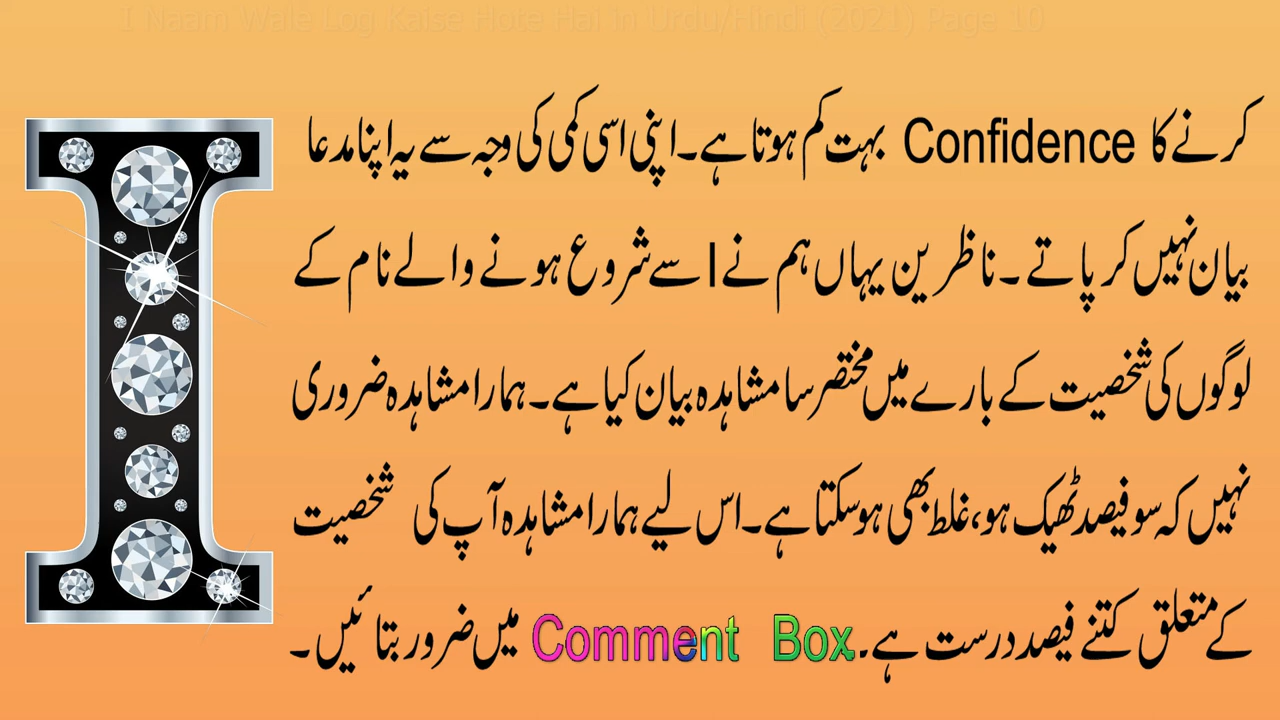 I Naam Wale Log Kaise Hote Hai in Urdu/Hindi (2021) Page 10
I
کرنے کا Confidence بہت کم ہوتا ہے۔ اپنی اسی کمی کی وجہ سے یہ اپنا مدعا
بیان نہیں کر پاتے۔ ناظرین یہاں ہم نے I سے شروع ہونے والے نام کے
لوگوں کی شخصیت کے بارے میں مختصر سا مشاہدہ بیان کیا ہے۔ ہمارا مشاہدہ ضروری
نہیں کہ سو فیصد ٹھیک ہو، غلط بھی ہو سکتا ہے۔ اس لیے ہمارا مشاہدہ آپ کی شخصیت
کے متعلق کتنے فیصد درست ہے۔ Comment Box میں ضرور بتائیں۔